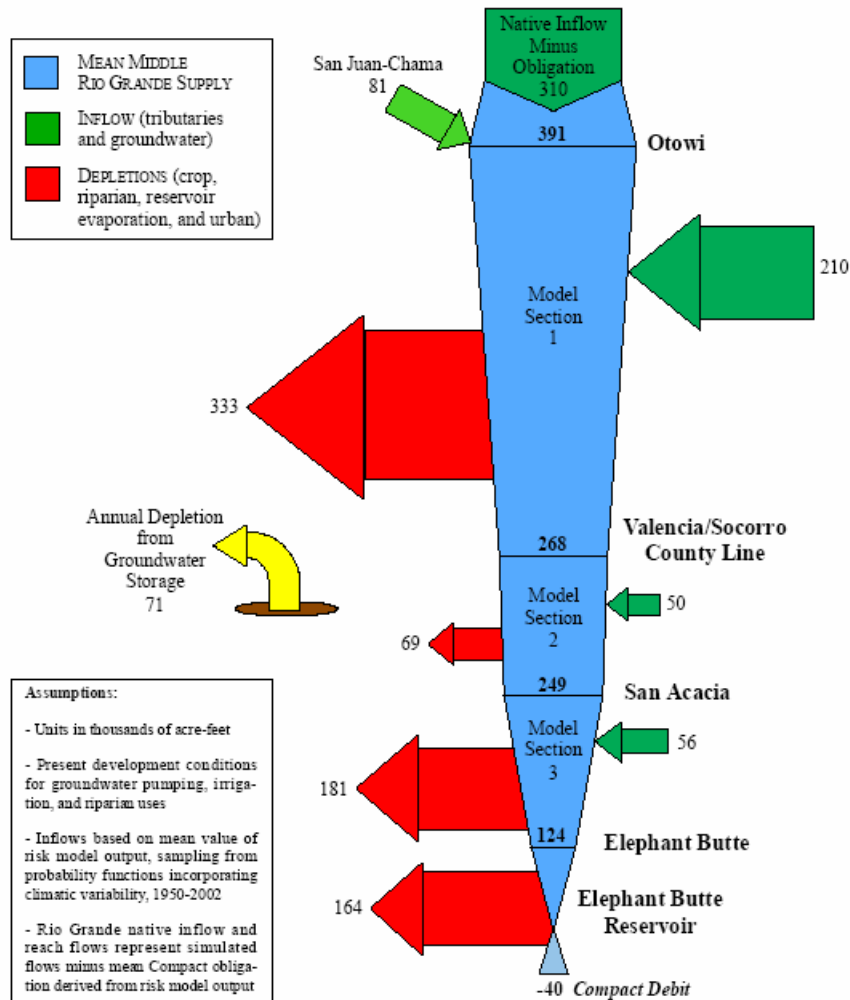 Native Inflow
Minus
Obligation
310
San Juan-Chama
81
MEAN MIDDLE
RIO GRANDE SUPPLY
INFLOW (tributaries
and groundwater)
DEPLETIONS (crop,
riparian, reservoir
evaporation, and urban)
391
Otowi
210
Model
Section
1
333
Annual Depletion
from
Groundwater
Storage
71
268
Valencia/Socorro
County Line
Model
Section
2
50
69
249
San Acacia
Model
Section
3
56
181
124
Elephant Butte
164
Elephant Butte
Reservoir
-40 Compact Debit
Assumptions:
- Units in thousands of acre-feet
- Present development conditions
for groundwater pumping, irriga-
tion, and riparian uses
- Inflows based on mean value of
risk model output, sampling from
probability functions incorporating
climatic variability, 1950-2002
- Rio Grande native inflow and
reach flows represent simulated
flows minus mean Compact obliga-
tion derived from risk model output